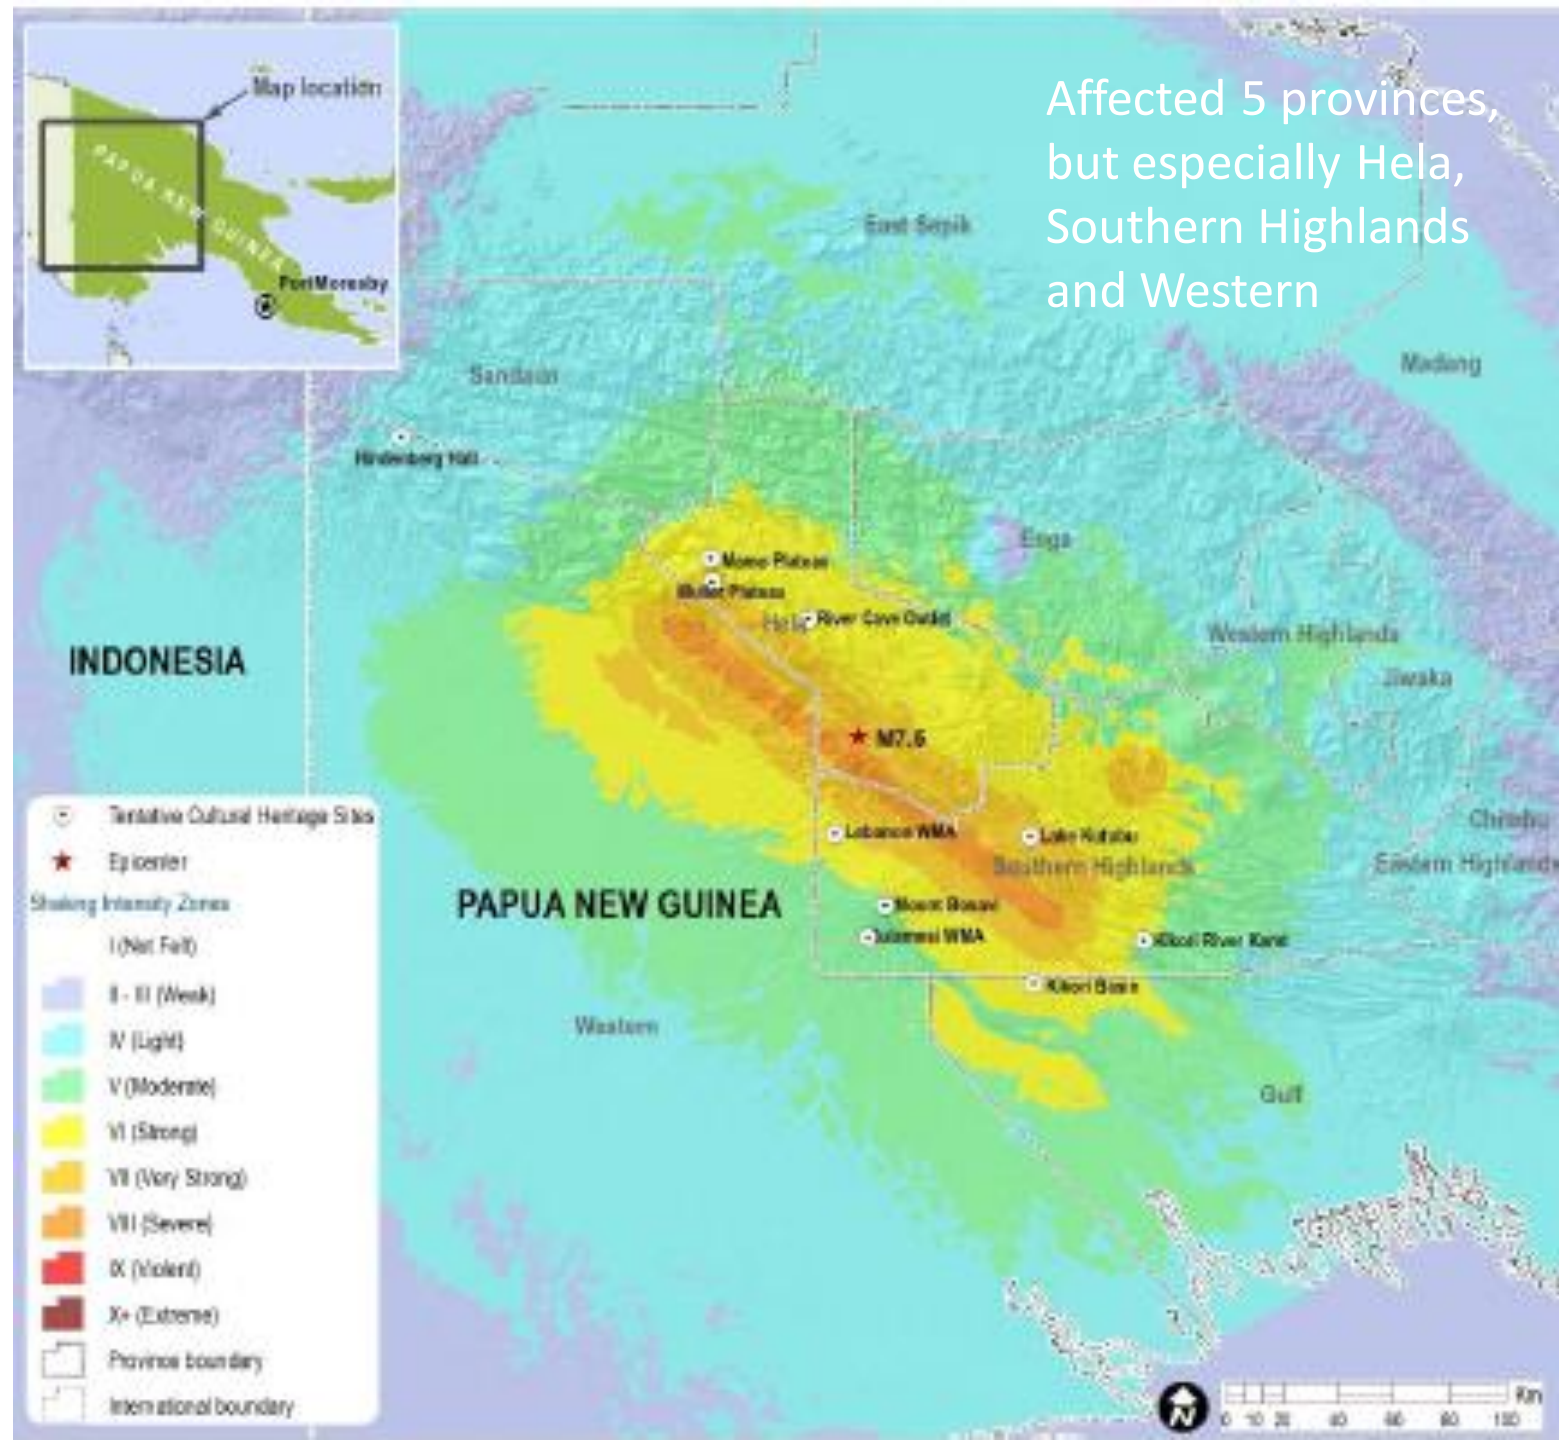 Map location
PAPUA NEW GUINEA
Port Moresby
Affected 5 provinces,
but especially Hela,
Southern Highlands
and Western
East Sepik
Sandaun
Madang
Hindenberg
Enga
Momo Plateau
Plateau
Hela
River Cave Outlet
Western Highlands
Jiwaka
INDONESIA
M7.5
Chimbu
Lebanon WMA
Lake Kutubu
Southern Highlands
Eastern Highlands
PAPUA NEW GUINEA
Mount Bosavi
WMA
Kikori River Karst
Kikori Basin
Western
Gulf
Tentative Cultural Heritage Sites
Epicenter
Shaking Intensity Zones
I (Not Felt)
II - III (Weak)
IV (Light)
V (Moderate)
VI (Strong)
VII (Very Strong)
VIII (Severe)
IX (Violent)
X+ (Extreme)
Province boundary
International boundary
N
Km
0 10 20 40 60 80 100